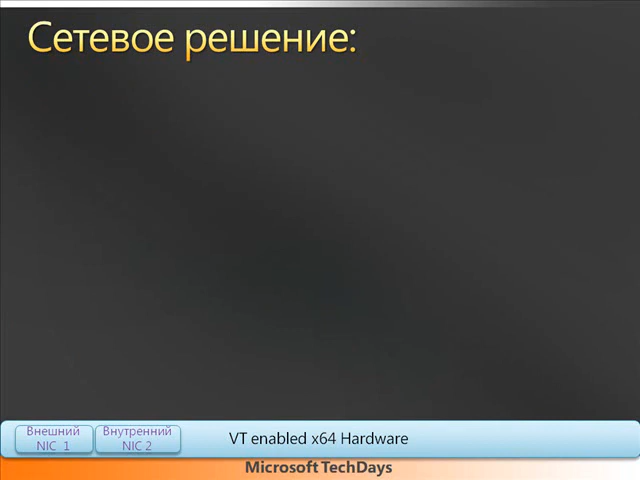 Сетевое решение:
Внешний
NIC 1
Внутренний
NIC 2
VT enabled x64 Hardware
Microsoft TechDays